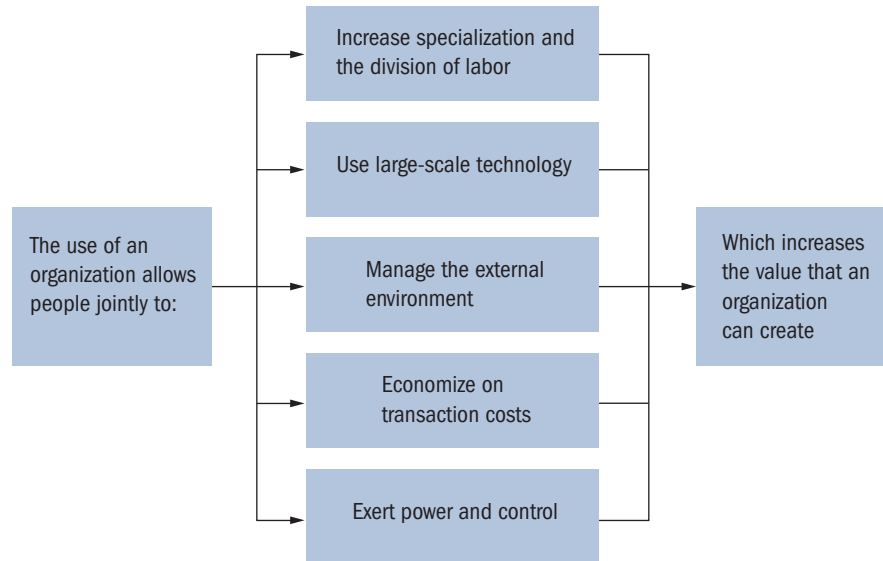 The use of an
organization allows
people jointly to:
Increase specialization and
the division of labor
Use large-scale technology
Manage the external
environment
Economize on
transaction costs
Exert power and control
Which increases
the value that an
organization
can create